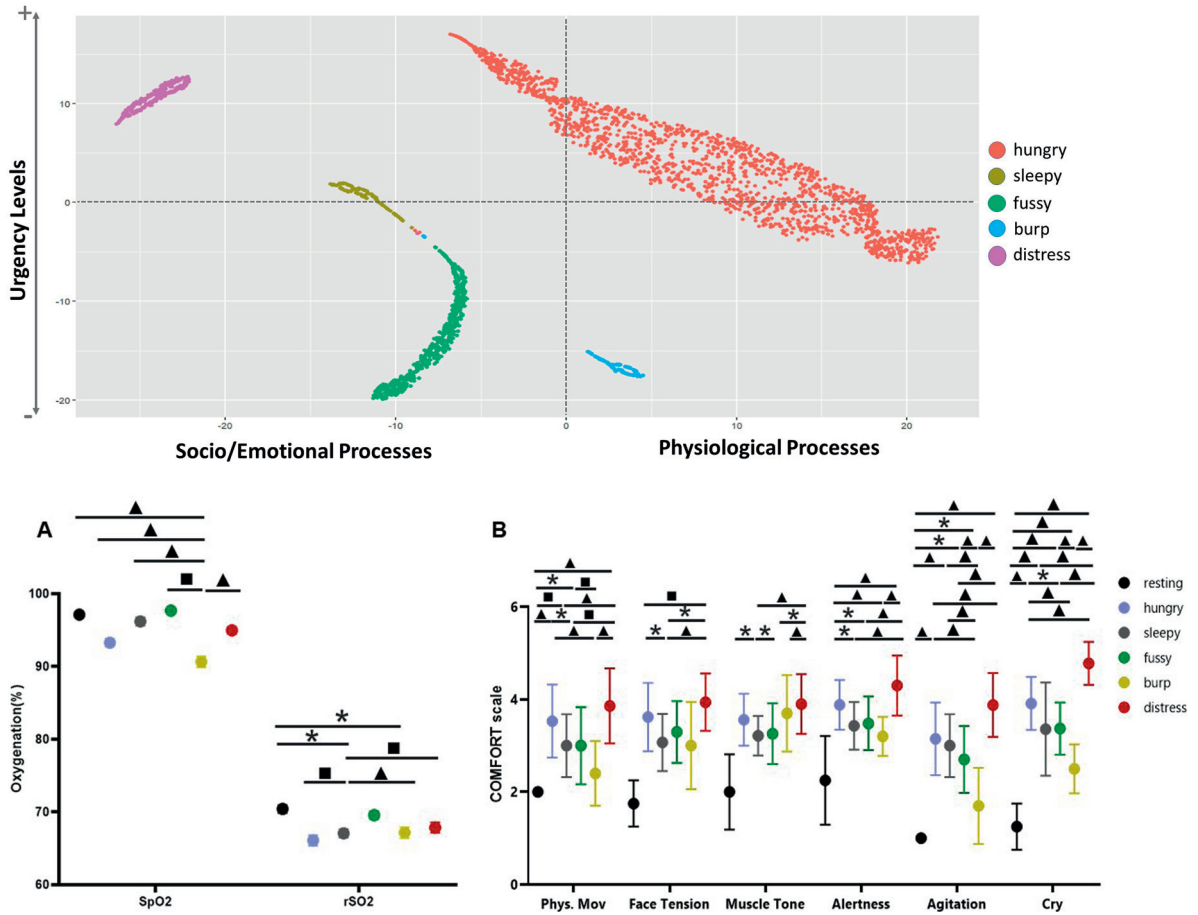 +
Urgency Levels
-
10
0
-10
-20
-20
-10
0
10
20
Socio/Emotional Processes
Physiological Processes
hungry
sleepy
fussy
burp
distress
A
Oxygenation(%)
100
90
80
70
60
*
*
SpO2
rSO2
B
COMFORT scale
6
4
2
0
*
*
*
*
*
*
*
*
*
*
*
*
Phys. Mov
Face Tension
Muscle Tone
Alertness
Agitation
Cry
resting
hungry
sleepy
fussy
burp
distress